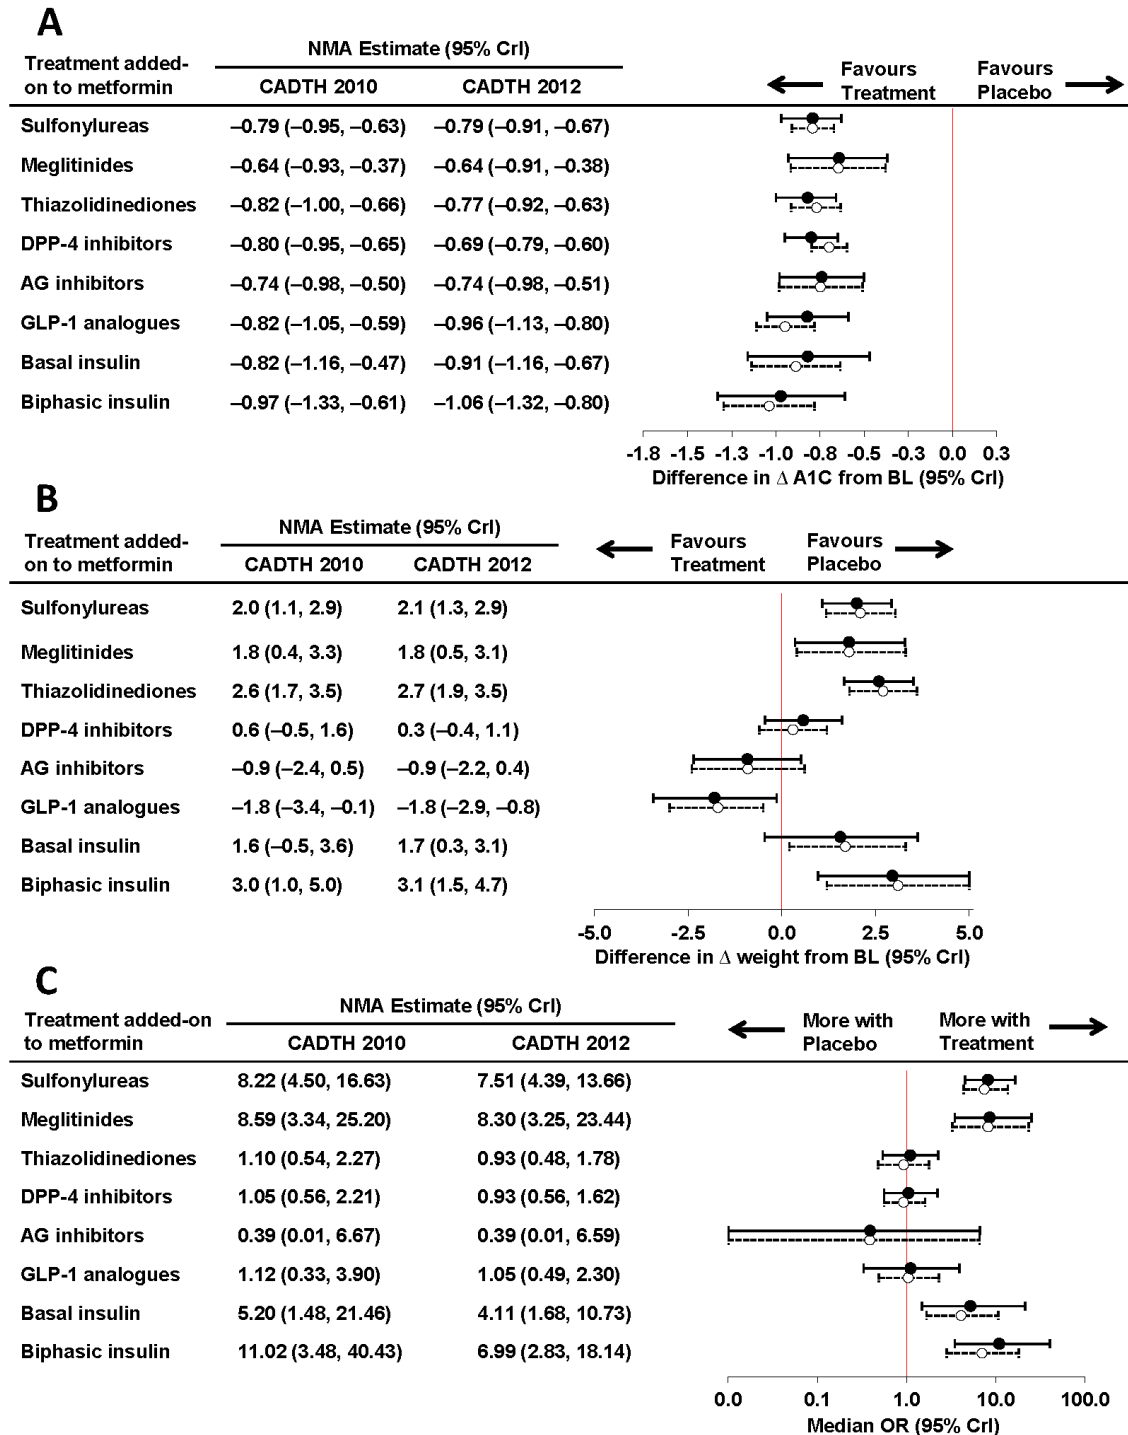 A
NMA Estimate (95% Crl)
Treatment added-
on to metformin
CADTH 2010 CADTH 2012
Favours
Treatment
Favours
Placebo
Sulfonylureas –0.79 (–0.95, –0.63) –0.79 (–0.91, –0.67)
Meglitinides –0.64 (–0.93, –0.37) –0.64 (–0.91, –0.38)
Thiazolidinediones –0.82 (–1.00, –0.66) –0.77 (–0.92, –0.63)
DPP-4 inhibitors –0.80 (–0.95, –0.65) –0.69 (–0.79, –0.60)
AG inhibitors –0.74 (–0.98, –0.50) –0.74 (–0.98, –0.51)
GLP-1 analogues –0.82 (–1.05, –0.59) –0.96 (–1.13, –0.80)
Basal insulin –0.82 (–1.16, –0.47) –0.91 (–1.16, –0.67)
Biphasic insulin –0.97 (–1.33, –0.61) –1.06 (–1.32, –0.80)
-1.8 -1.5 -1.3 -1.0 -0.8 -0.5 -0.3 0.0 0.3
Difference in Δ A1C from BL (95% Crl)
B
NMA Estimate (95% Crl)
Treatment added-
on to metformin
CADTH 2010 CADTH 2012
Favours
Treatment
Favours
Placebo
Sulfonylureas 2.0 (1.1, 2.9) 2.1 (1.3, 2.9)
Meglitinides 1.8 (0.4, 3.3) 1.8 (0.5, 3.1)
Thiazolidinediones 2.6 (1.7, 3.5) 2.7 (1.9, 3.5)
DPP-4 inhibitors 0.6 (–0.5, 1.6) 0.3 (–0.4, 1.1)
AG inhibitors –0.9 (–2.4, 0.5) –0.9 (–2.2, 0.4)
GLP-1 analogues –1.8 (–3.4, –0.1) –1.8 (–2.9, –0.8)
Basal insulin 1.6 (–0.5, 3.6) 1.7 (0.3, 3.1)
Biphasic insulin 3.0 (1.0, 5.0) 3.1 (1.5, 4.7)
-5.0 -2.5 0.0 2.5 5.0
Difference in Δ weight from BL (95% Crl)
C
NMA Estimate (95% Crl)
Treatment added-on
to metformin
CADTH 2010 CADTH 2012
More with
Placebo
More with
Treatment
Sulfonylureas 8.22 (4.50, 16.63) 7.51 (4.39, 13.66)
Meglitinides 8.59 (3.34, 25.20) 8.30 (3.25, 23.44)
Thiazolidinediones 1.10 (0.54, 2.27) 0.93 (0.48, 1.78)
DPP-4 inhibitors 1.05 (0.56, 2.21) 0.93 (0.56, 1.62)
AG inhibitors 0.39 (0.01, 6.67) 0.39 (0.01, 6.59)
GLP-1 analogues 1.12 (0.33, 3.90) 1.05 (0.49, 2.30)
Basal insulin 5.20 (1.48, 21.46) 4.11 (1.68, 10.73)
Biphasic insulin 11.02 (3.48, 40.43) 6.99 (2.83, 18.14)
0.0 0.1 1.0 10.0 100.0
Median OR (95% Crl)